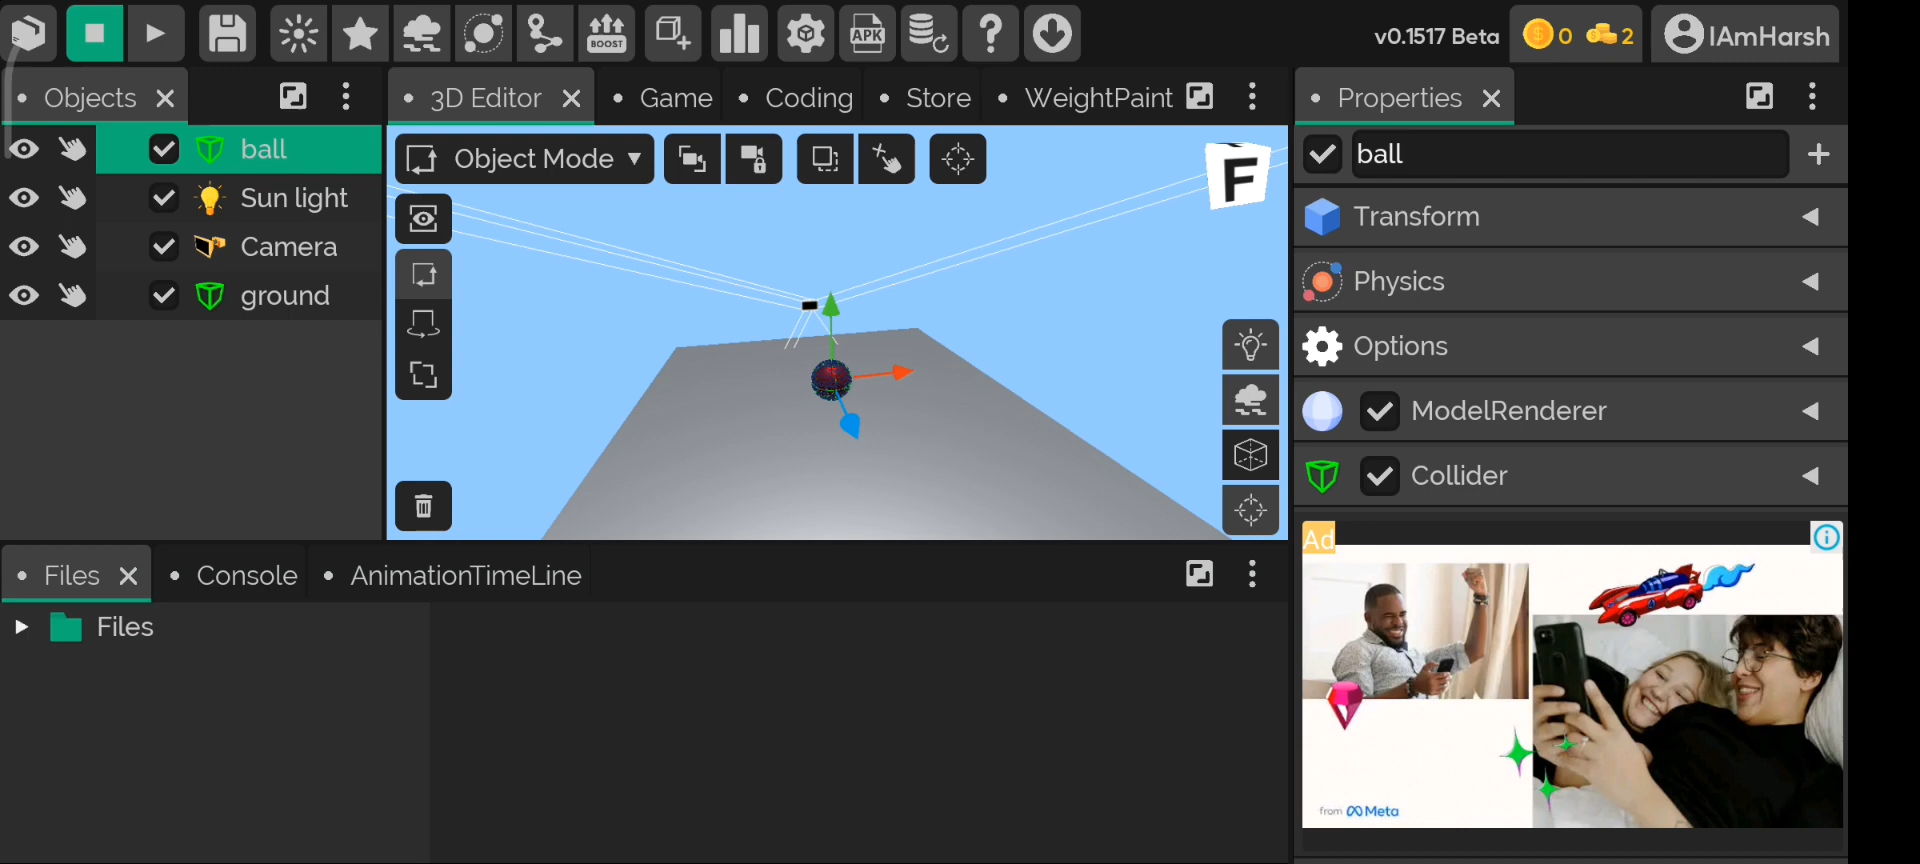 BOOST
APK
v0.1517 Beta
0
2
IAmHarsh
Objects
3D Editor
Game
Coding
Store
WeightPaint
Properties
ball
Sun light
Camera
ground
Object Mode
F
ball
Transform
Physics
Options
ModelRenderer
Collider
Ad
from Meta
Files
Console
AnimationTimeLine
Files